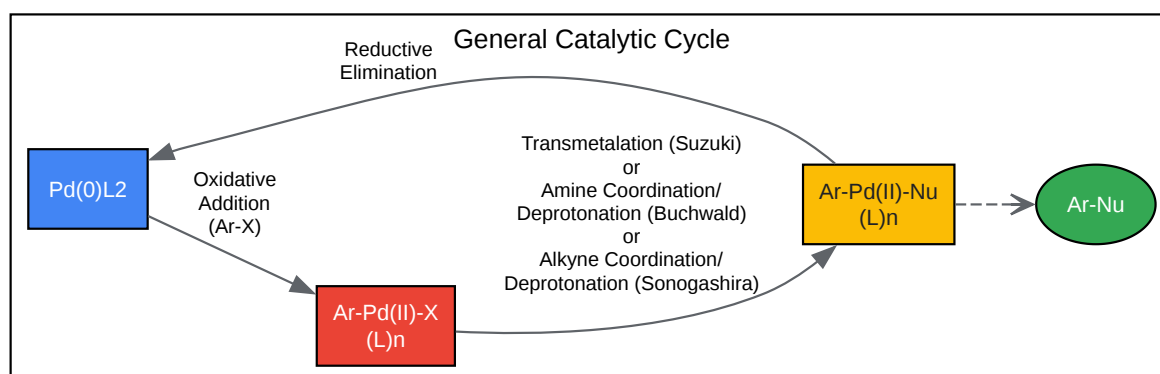 General Catalytic Cycle
Reductive
Elimination
Pd(0)L2
Oxidative
Addition
(Ar-X)
Ar-Pd(II)-X
(L)n
Transmetalation (Suzuki)
or
Amine Coordination/
Deprotonation (Buchwald)
or
Alkyne Coordination/
Deprotonation (Sonogashira)
Ar-Pd(II)-Nu
(L)n
Ar-Nu